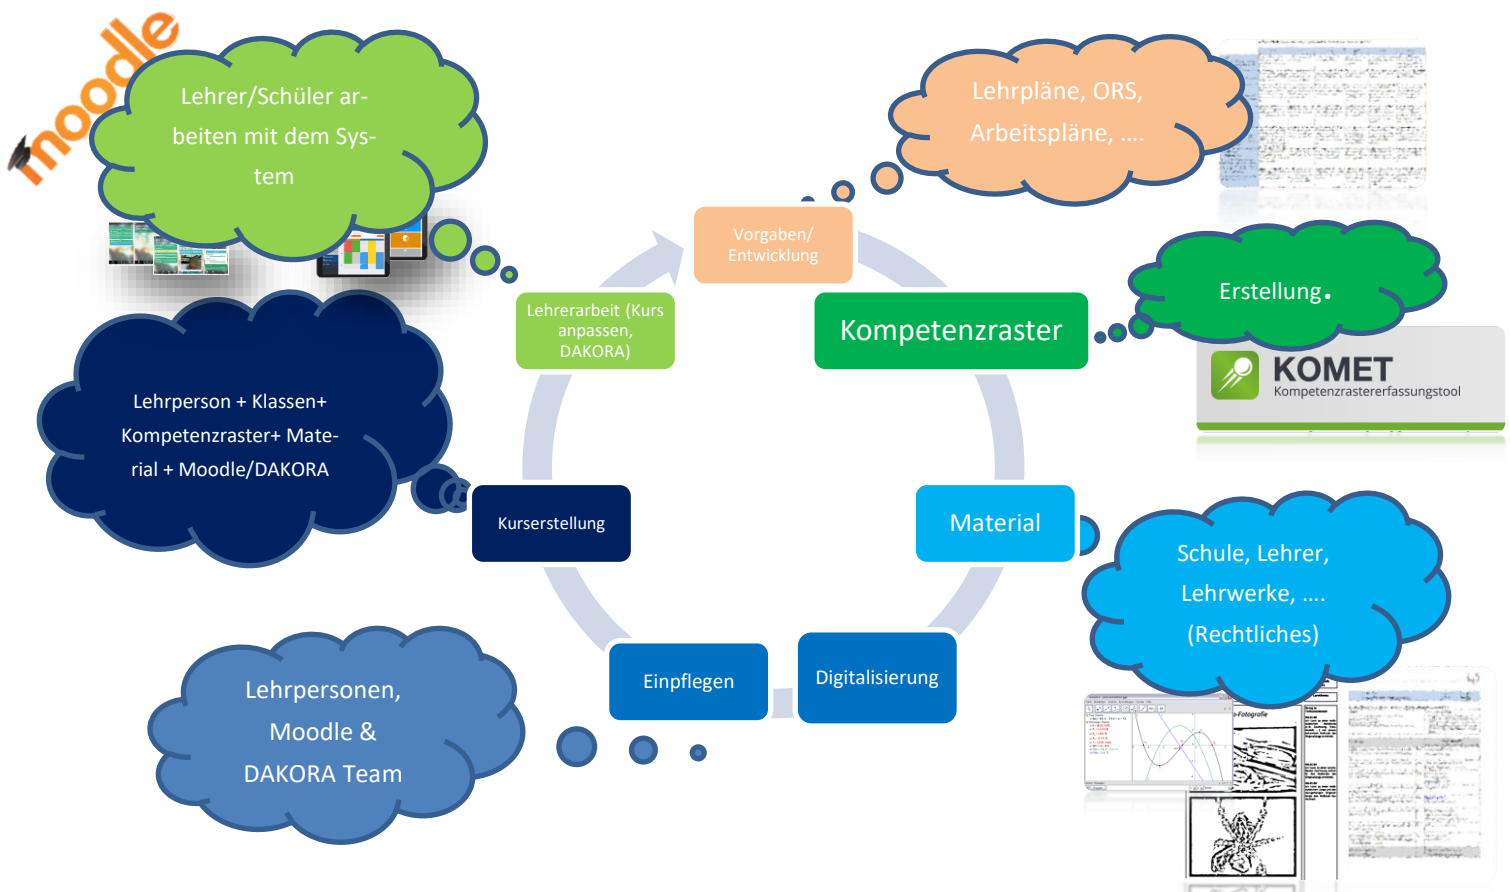 moodle
Lehrer/Schüler ar-
beiten mit dem Sys-
tem
Lehrpläne, ORS,
Arbeitspläne, ....
Vorgaben/
Entwicklung
Erstellung.
Lehrerarbeit (Kurs
anpassen,
DAKORA)
Kompetenzraster
KOMET
Kompetenzrastererfassungstool
Lehrperson + Klassen+
Kompetenzraster+ Mate-
rial + Moodle/DAKORA
Kurserstellung
Material
Schule, Lehrer,
Lehrwerke, ....
(Rechtliches)
Einpflegen
Digitalisierung
Lehrpersonen,
Moodle &
DAKORA Team
o-Fotografie